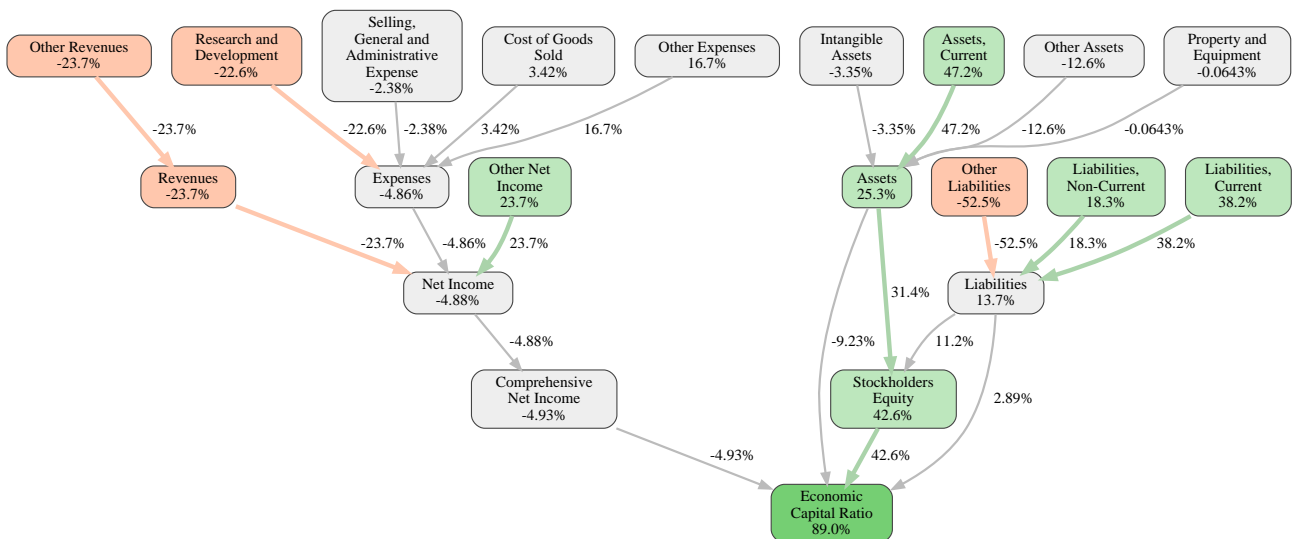 Other Revenues
-23.7%
Research and
Development
-22.6%
Selling,
General and
Administrative
Expense
-2.38%
Cost of Goods
Sold
3.42%
Other Expenses
16.7%
Intangible
Assets
-3.35%
Assets,
Current
47.2%
Other Assets
-12.6%
Property and
Equipment
-0.0643%
-23.7%
-22.6%
-2.38%
3.42%
16.7%
-3.35%
47.2%
-12.6%
-0.0643%
Revenues
-23.7%
Expenses
-4.86%
Other Net
Income
23.7%
Assets
25.3%
Other
Liabilities
-52.5%
Liabilities,
Non-Current
18.3%
Liabilities,
Current
38.2%
-23.7%
-4.86%
23.7%
-52.5%
18.3%
38.2%
Net Income
-4.88%
31.4%
Liabilities
13.7%
-4.88%
-9.23%
11.2%
Comprehensive
Net Income
-4.93%
Stockholders
Equity
42.6%
2.89%
-4.93%
42.6%
Economic
Capital Ratio
89.0%